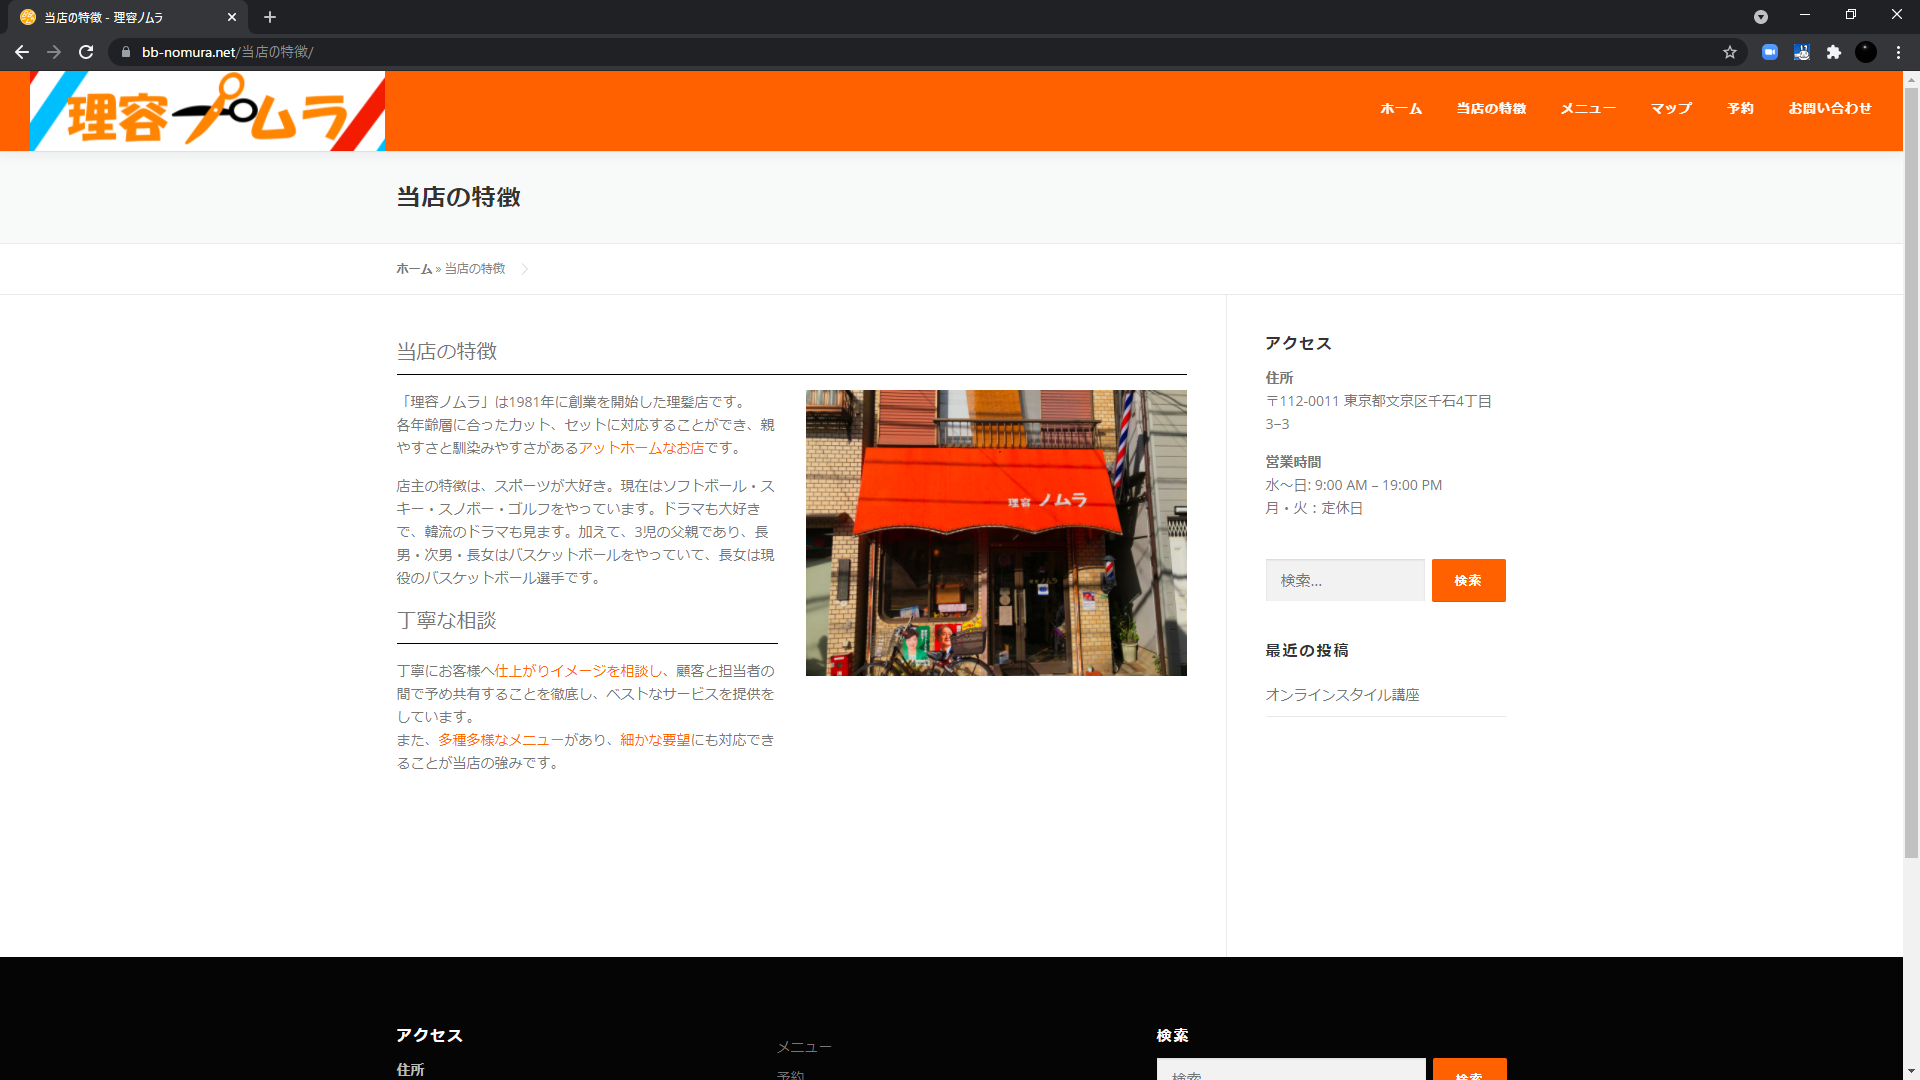 当店の特徴 - 理容ノムラ
bb-nomura.net/当店の特徴/
理容ノムラ
ホーム 当店の特徴 メニュー マップ 予約 お問い合わせ
当店の特徴
ホーム » 当店の特徴
当店の特徴
「理容ノムラ」は1981年に創業を開始した理髪店です。
各年齢層に合ったカット、セットに対応することができ、親
やすさと馴染みやすさがあるアットホームなお店です。
店主の特徴は、スポーツが大好き。現在はソフトボール・ス
キー・スノボー・ゴルフをやっています。ドラマも大好き
で、韓流のドラマも見ます。加えて、3児の父親であり、長
男・次男・長女はバスケットボールをやっていて、長女は現
役のバスケットボール選手です。
理容 ノムラ
丁寧な相談
丁寧にお客様へ仕上がりイメージを相談し、顧客と担当者の
間で予め共有することを徹底し、ベストなサービスを提供を
しています。
また、多種多様なメニューがあり、細かな要望にも対応でき
ることが当店の強みです。
アクセス
住所
〒112-0011 東京都文京区千石4丁目
3−3
営業時間
水〜日: 9:00 AM – 19:00 PM
月・火：定休日
検索...
検索
最近の投稿
オンラインスタイル講座
アクセス
住所
メニュー
予約
検索
検索
検索